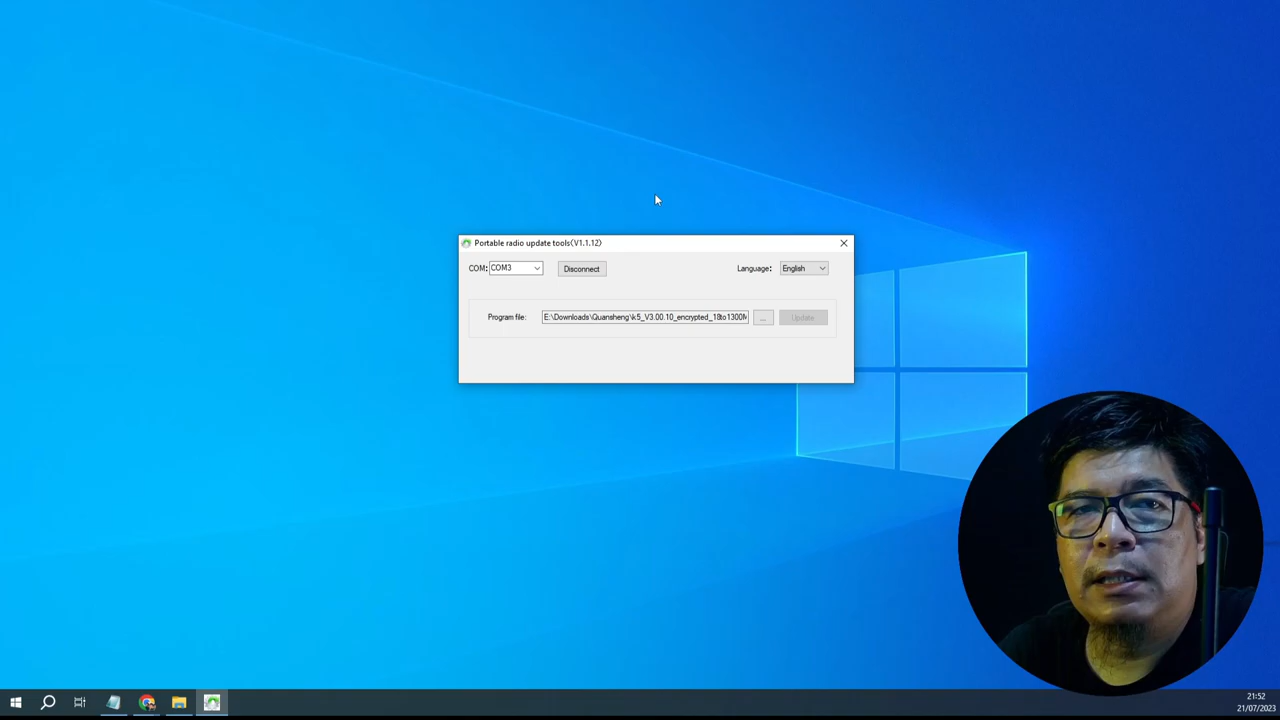 Portable radio update tools(V1.1.12)
COM: COM3 Disconnect Language: English
Program file: E:\Downloads\Quansheng\k5_V3.00.10_encrypted_18to1300M ... Update
21:52
21/07/2023